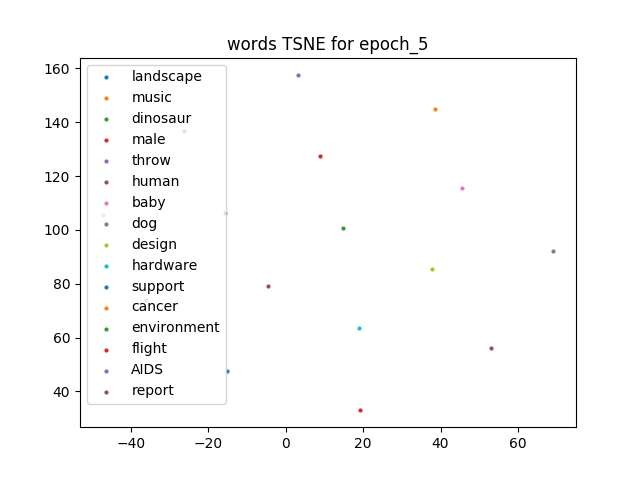 words TSNE for epoch_5
160
140
120
100
80
60
40
landscape
music
dinosaur
male
throw
human
baby
dog
design
hardware
support
cancer
environment
flight
AIDS
report
−40 −20 0 20 40 60